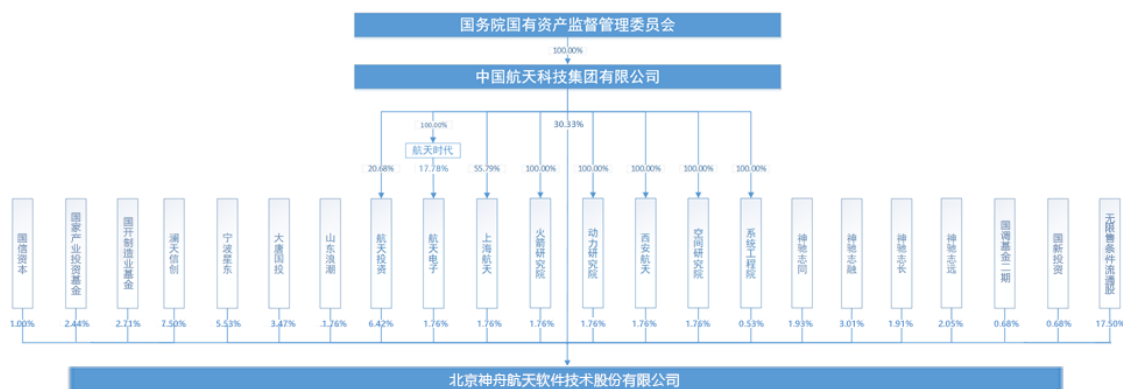 国务院国有资产监督管理委员会
100.00%
中国航天科技集团有限公司
30.33%
100.00%
航天时代
20.68%
17.78%
55.79%
100.00%
100.00%
100.00%
100.00%
100.00%
国信资本
国家产业投资基金
国开制造业基金
澜天信创
宁波星东
大唐国投
山东浪潮
航天投资
航天电子
上海航天
火箭研究院
动力研究院
西安航天
空间研究院
系统工程院
神驰志同
神驰志融
神驰志长
神驰志远
国调基金二期
国新投资
无限售条件流通股
1.00%
2.44%
2.71%
7.50%
5.53%
3.47%
.1.76%
6.42%
1.76%
1.76%
1.76%
1.76%
1.76%
1.76%
0.53%
1.93%
3.01%
1.91%
2.05%
0.68%
0.68%
17.50%
北京神舟航天软件技术股份有限公司